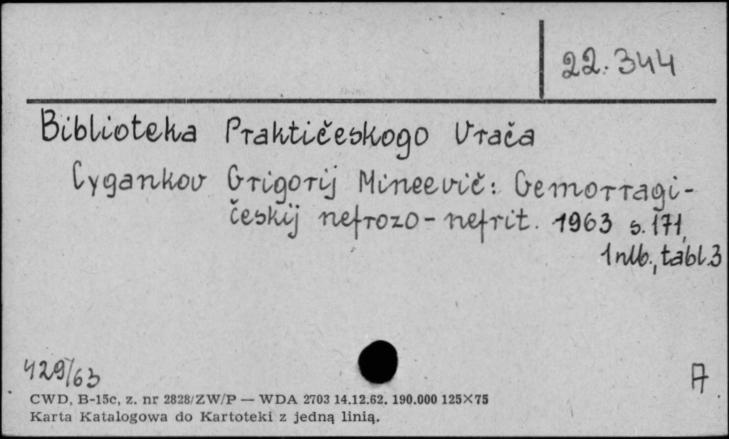 22.344
Biblioteka Praktičeskogo Vrača
Cygankov Grigorij Mineevič: Gemorragi-
českij nefrozo-nefrit. 1963 s. 171,
1 nlb., tabl.3
429/63
A
CWD, B-15c, z. nr 2828/ZW/P — WDA 2703 14.12.62. 190.000 125×75
Karta Katalogowa do Kartoteki z jedną linią.